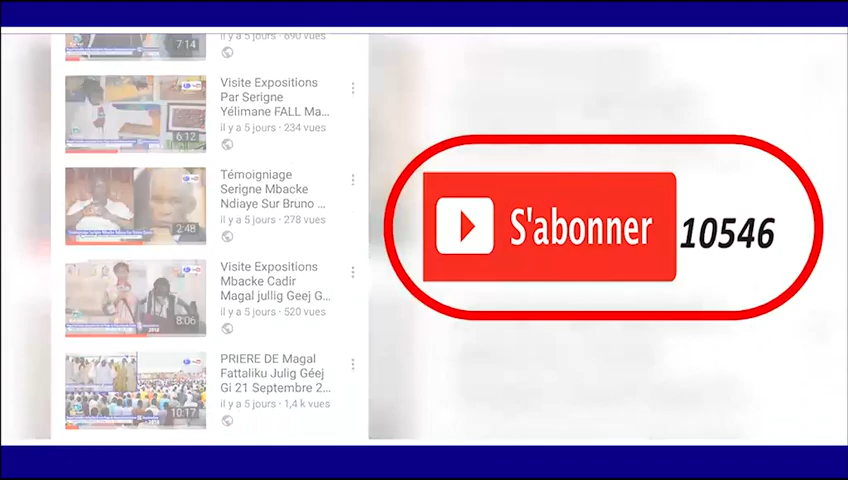 il y a 5 jours · 690 vues
7:14
Visite Expositions
Par Serigne
Yélimane FALL Ma...
il y a 5 jours · 234 vues
6:12
Témoigniage
Serigne Mbacke
Ndiaye Sur Bruno ...
il y a 5 jours · 278 vues
2:48
Visite Expositions
Mbacke Cadir
Magal jullig Geej G...
il y a 5 jours · 520 vues
8:06
PRIERE DE Magal
Fattaliku Julig Géej
Gi 21 Septembre 2...
il y a 5 jours · 1,4 k vues
10:17
S'abonner
10546